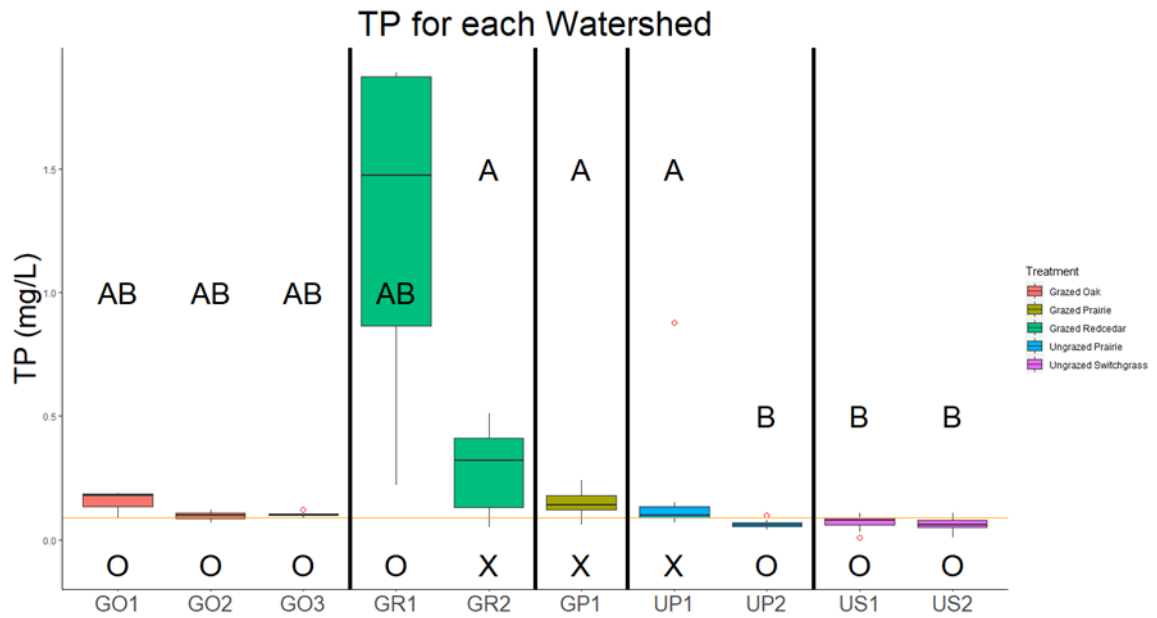 TP for each Watershed
TP (mg/L)
1.5
1.0
0.5
0.0
A A A
AB AB AB AB
B B B
O O O O X X X O O O
GO1 GO2 GO3 GR1 GR2 GP1 UP1 UP2 US1 US2
Treatment
Grazed Oak
Grazed Prairie
Grazed Redcedar
Ungrazed Prairie
Ungrazed Switchgrass